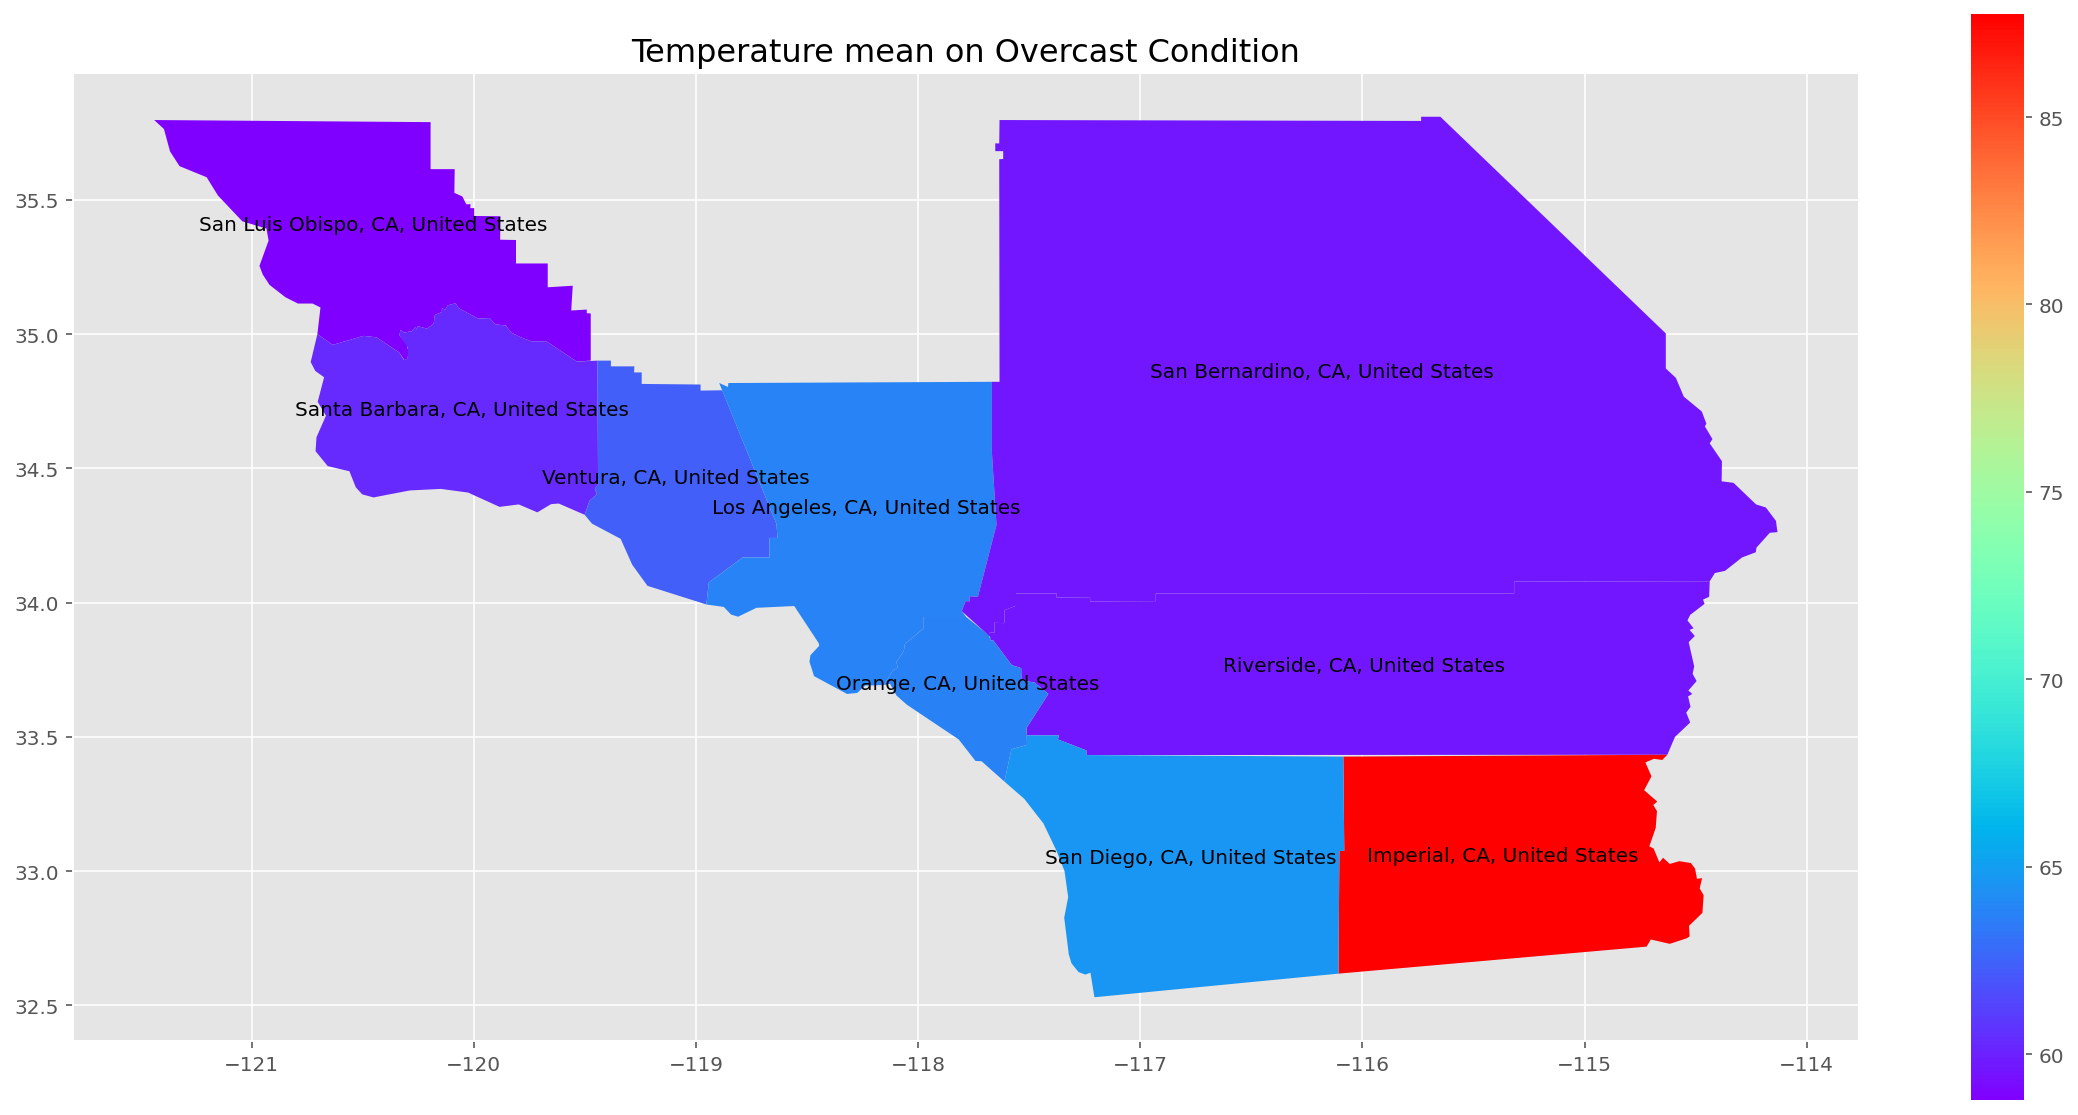 Temperature mean on Overcast Condition
85
80
75
70
65
60
35.5
35.0
34.5
34.0
33.5
33.0
32.5
San Luis Obispo, CA, United States
San Bernardino, CA, United States
Santa Barbara, CA, United States
Ventura, CA, United States
Los Angeles, CA, United States
Riverside, CA, United States
Orange, CA, United States
San Diego, CA, United States
Imperial, CA, United States
−121
−120
−119
−118
−117
−116
−115
−114